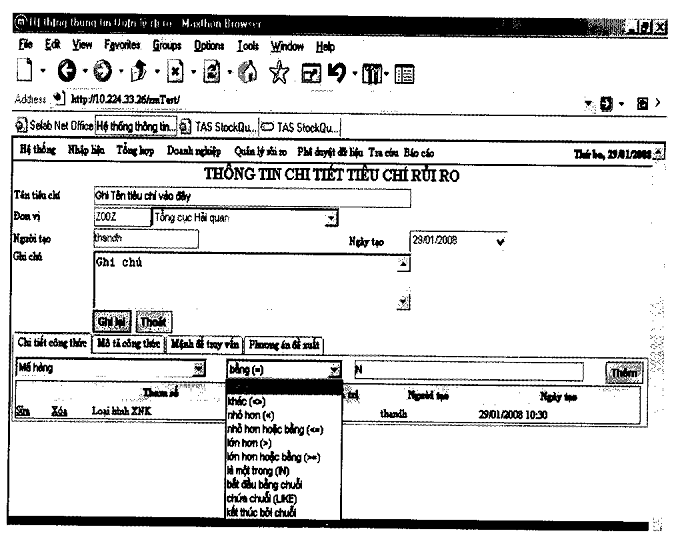 Hệ thống thông tin Quản lý rủi ro - Maxthon Browser
File Edit View Favorites Groups Options Tools Window Help
Address http://10.224.33.26/rmTest/
Selab Net Office Hệ thống thông tin... TAS StockQu... TAS StockQu...
Hệ thống Nhập liệu Tổng hợp Doanh nghiệp Quản lý rủi ro Phê duyệt dữ liệu Tra cứu Báo cáo Thứ ba, 29/01/2008
THÔNG TIN CHI TIẾT TIÊU CHÍ RỦI RO
Tên tiêu chí Ghi Tên tiêu chí vào đây
Đơn vị Z00Z Tổng cục Hải quan
Người tạo thandh Ngày tạo 29/01/2008
Ghi chú Ghi chú
Ghi lại Thoát
Chi tiết công thức Mô tả công thức Mệnh đề truy vấn Phương án đề xuất
Mã hàng bằng (=) N Thêm
Tham số trị Người tạo Ngày tạo
Sửa Xóa Loại hình XNK thandh 29/01/2008 10:30
khác (<>)
nhỏ hơn (<)
nhỏ hơn hoặc bằng (<=)
lớn hơn (>)
lớn hơn hoặc bằng (>=)
là một trong (IN)
bắt đầu bằng chuỗi
chứa chuỗi (LIKE)
kết thúc bởi chuỗi